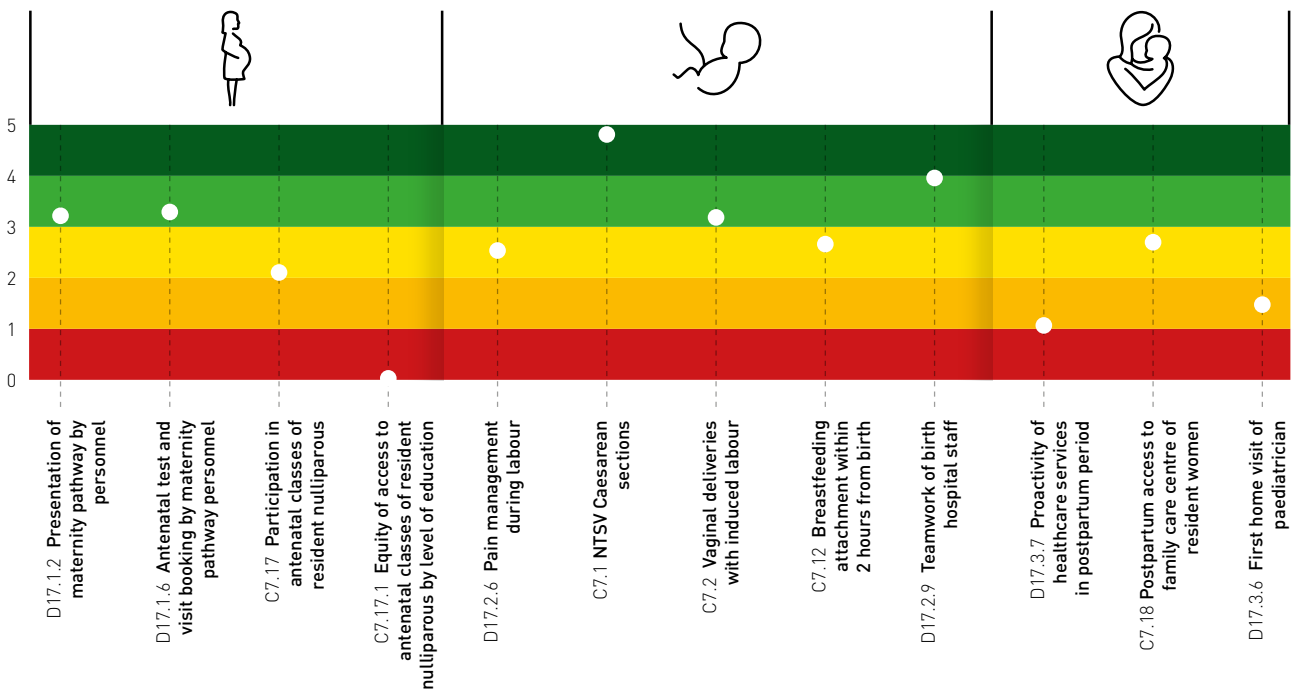 5
4
3
2
1
0
D17.1.2 Presentation of
maternity pathway by
personnel
D17.1.6 Antenatal test and
visit booking by maternity
pathway personnel
C7.17 Participation in
antenatal classes of
resident nulliparous
C7.17.1 Equity of access to
antenatal classes of resident
nulliparous by level of education
D17.2.6 Pain management
during labour
C7.1 NTSV Caesarean
sections
C7.2 Vaginal deliveries
with induced labour
C7.12 Breastfeeding
attachment within
2 hours from birth
D17.2.9 Teamwork of birth
hospital staff
D17.3.7 Proactivity of
healthcare services
in postpartum period
C7.18 Postpartum access to
family care centre of
resident women
D17.3.6 First home visit of
paediatrician